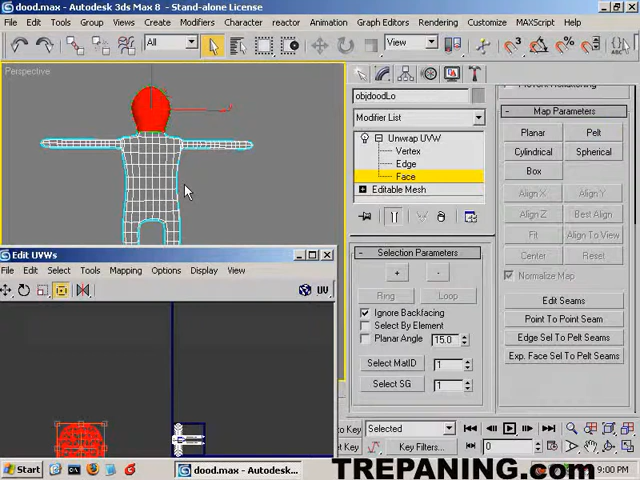 dood.max - Autodesk 3ds Max 8 - Stand-alone License
File Edit Tools Group Views Create Modifiers Character reactor Animation Graph Editors Rendering Customize MAXScript Help
All
View
Perspective
objdoodLo
Modifier List
Unwrap UVW
Vertex
Edge
Face
Editable Mesh
Map Parameters
Planar Pelt
Cylindrical Spherical
Box
Align X Align Y
Align Z Best Align
Fit Align To View
Center Reset
Normalize Map
Edit Seams
Point To Point Seam
Edge Sel To Pelt Seams
Exp. Face Sel To Pelt Seams
Selection Parameters
+ -
Ring Loop
Ignore Backfacing
Select By Element
Planar Angle 15.0
Select MatID 1
Select SG 1
Edit UVWs
File Edit Select Tools Mapping Options Display View
UV
Selected
et Key Key Filters... 0
Start
dood.max - Autodes...
9:00 PM
TREPANING.com